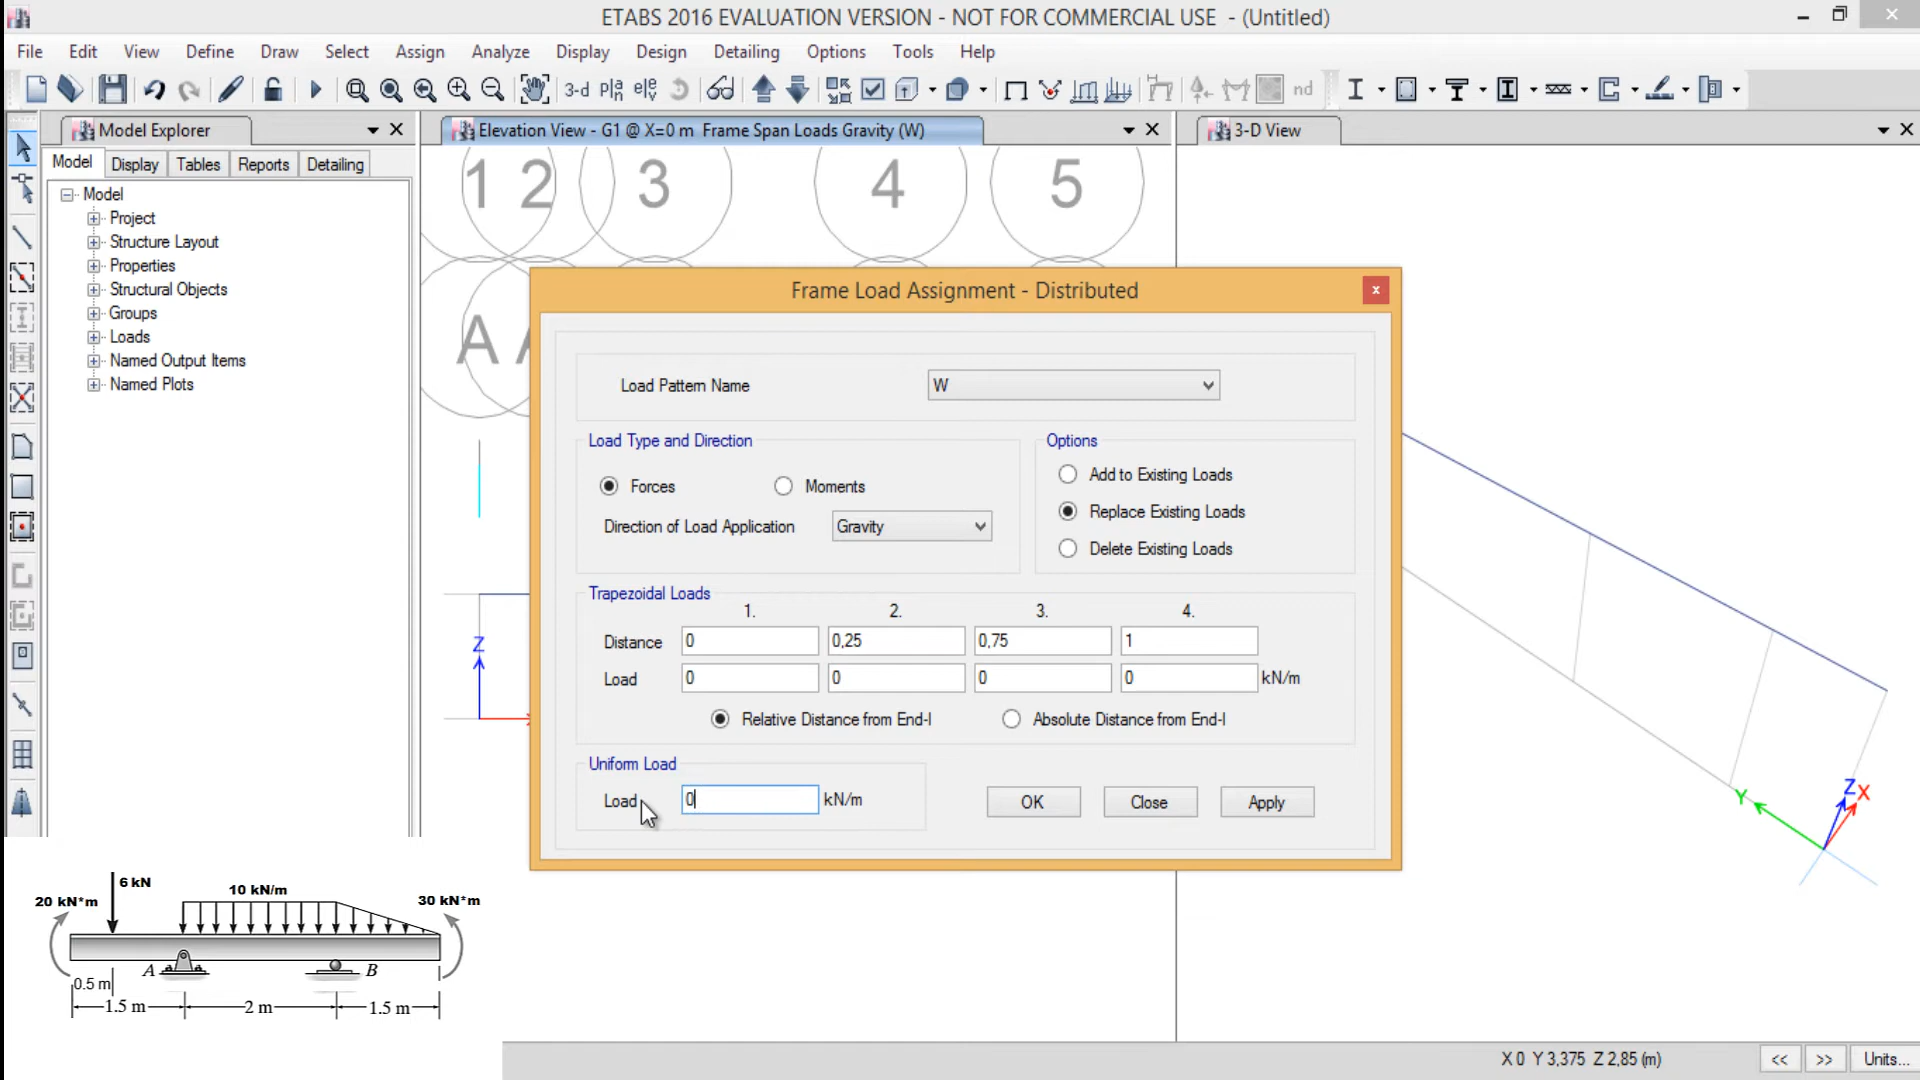 ETABS 2016 EVALUATION VERSION - NOT FOR COMMERCIAL USE - (Untitled)
File Edit View Define Draw Select Assign Analyze Display Design Detailing Options Tools Help
3-d pla ele nd
Model Explorer
Elevation View - G1 @ X=0 m Frame Span Loads Gravity (W)
3-D View
Model Display Tables Reports Detailing
Model
Project
Structure Layout
Properties
Structural Objects
Groups
Loads
Named Output Items
Named Plots
1 2 3 4 5
A A
Z
Frame Load Assignment - Distributed
Load Pattern Name W
Load Type and Direction
Forces Moments
Direction of Load Application Gravity
Options
Add to Existing Loads
Replace Existing Loads
Delete Existing Loads
Trapezoidal Loads
1. 2. 3. 4.
Distance 0 0,25 0,75 1
Load 0 0 0 0 kN/m
Relative Distance from End-I Absolute Distance from End-I
Uniform Load
Load 0 kN/m
OK Close Apply
Y Z X
6 kN
20 kN*m
10 kN/m
30 kN*m
A B
0.5 m
1.5 m 2 m 1.5 m
X 0 Y 3,375 Z 2,85 (m)
<< >> Units...